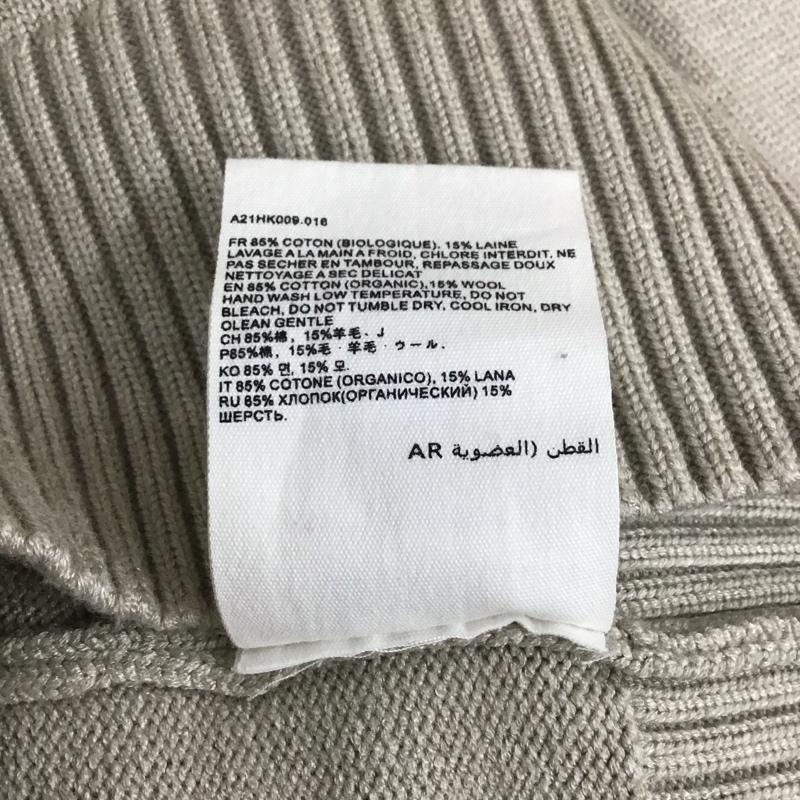 A21HK009.016
FR 85% COTON (BIOLOGIQUE), 15% LAINE
LAVAGE A LA MAIN A FROID, CHLORE INTERDIT, NE
PAS SECHER EN TAMBOUR, REPASSAGE DOUX
NETTOYAGE A SEC DELICAT
EN 85% COTTON (ORGANIC),15% WOOL
HAND WASH LOW TEMPERATURE, DO NOT
BLEACH, DO NOT TUMBLE DRY, COOL IRON, DRY
CLEAN GENTLE
CH 85%棉, 15%羊毛、J
P85%棉, 15%毛・羊毛・ウール.
KO 85% 면, 15% 모.
IT 85% COTONE (ORGANICO), 15% LANA
RU 85% ХЛОПОК(ОРГАНИЧЕСКИЙ) 15%
ШЕРСТЬ.
القطن (العضوية AR